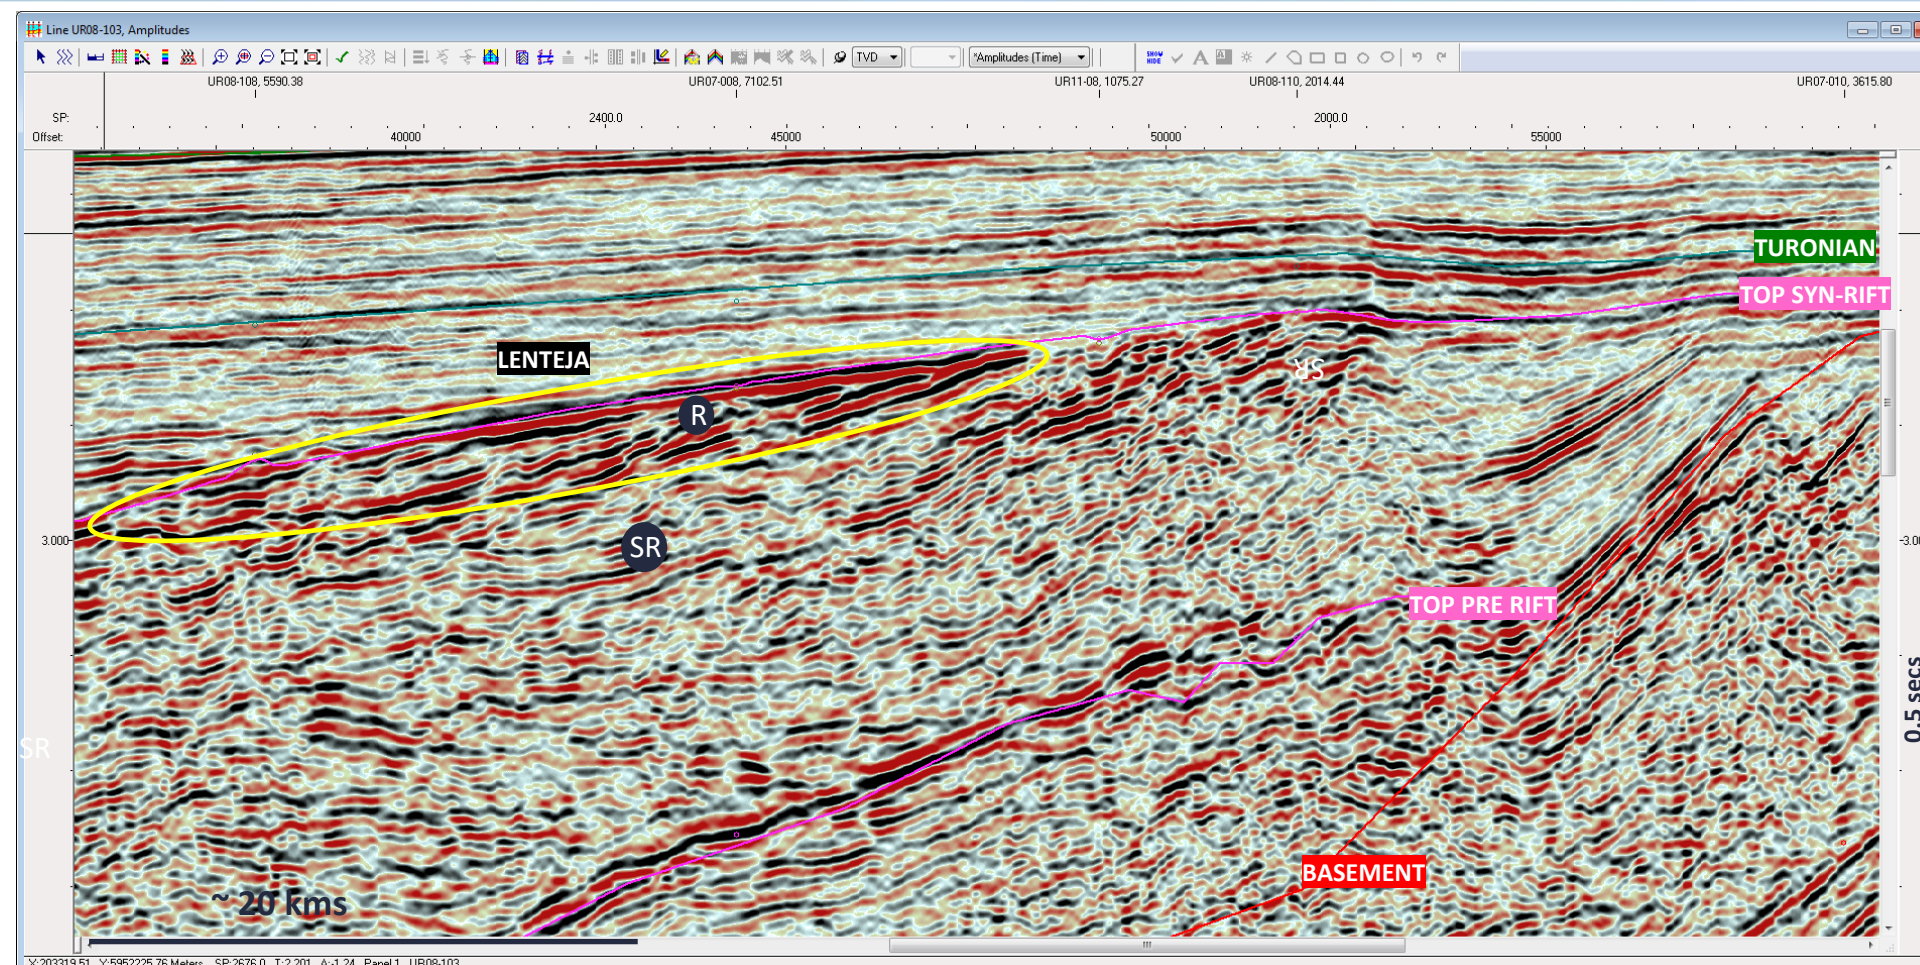 Line UR08-103, Amplitudes
TVD
*Amplitudes (Time)
SHOW
HIDE
UR08-108, 5590.38
UR07-008, 7102.51
UR11-08, 1075.27
UR08-110, 2014.44
UR07-010, 3615.80
SP:
2400.0
2000.0
Offset:
40000
45000
50000
55000
TURONIAN
TOP SYN-RIFT
LENTEJA
SR
R
3.000
SR
TOP PRE RIFT
0.5 secs
SR
BASEMENT
~ 20 kms
X:203319.51 Y:5952225.76 Meters SP:2676.0 T:2.201 A:-1.24 Panel 1 UR08-103